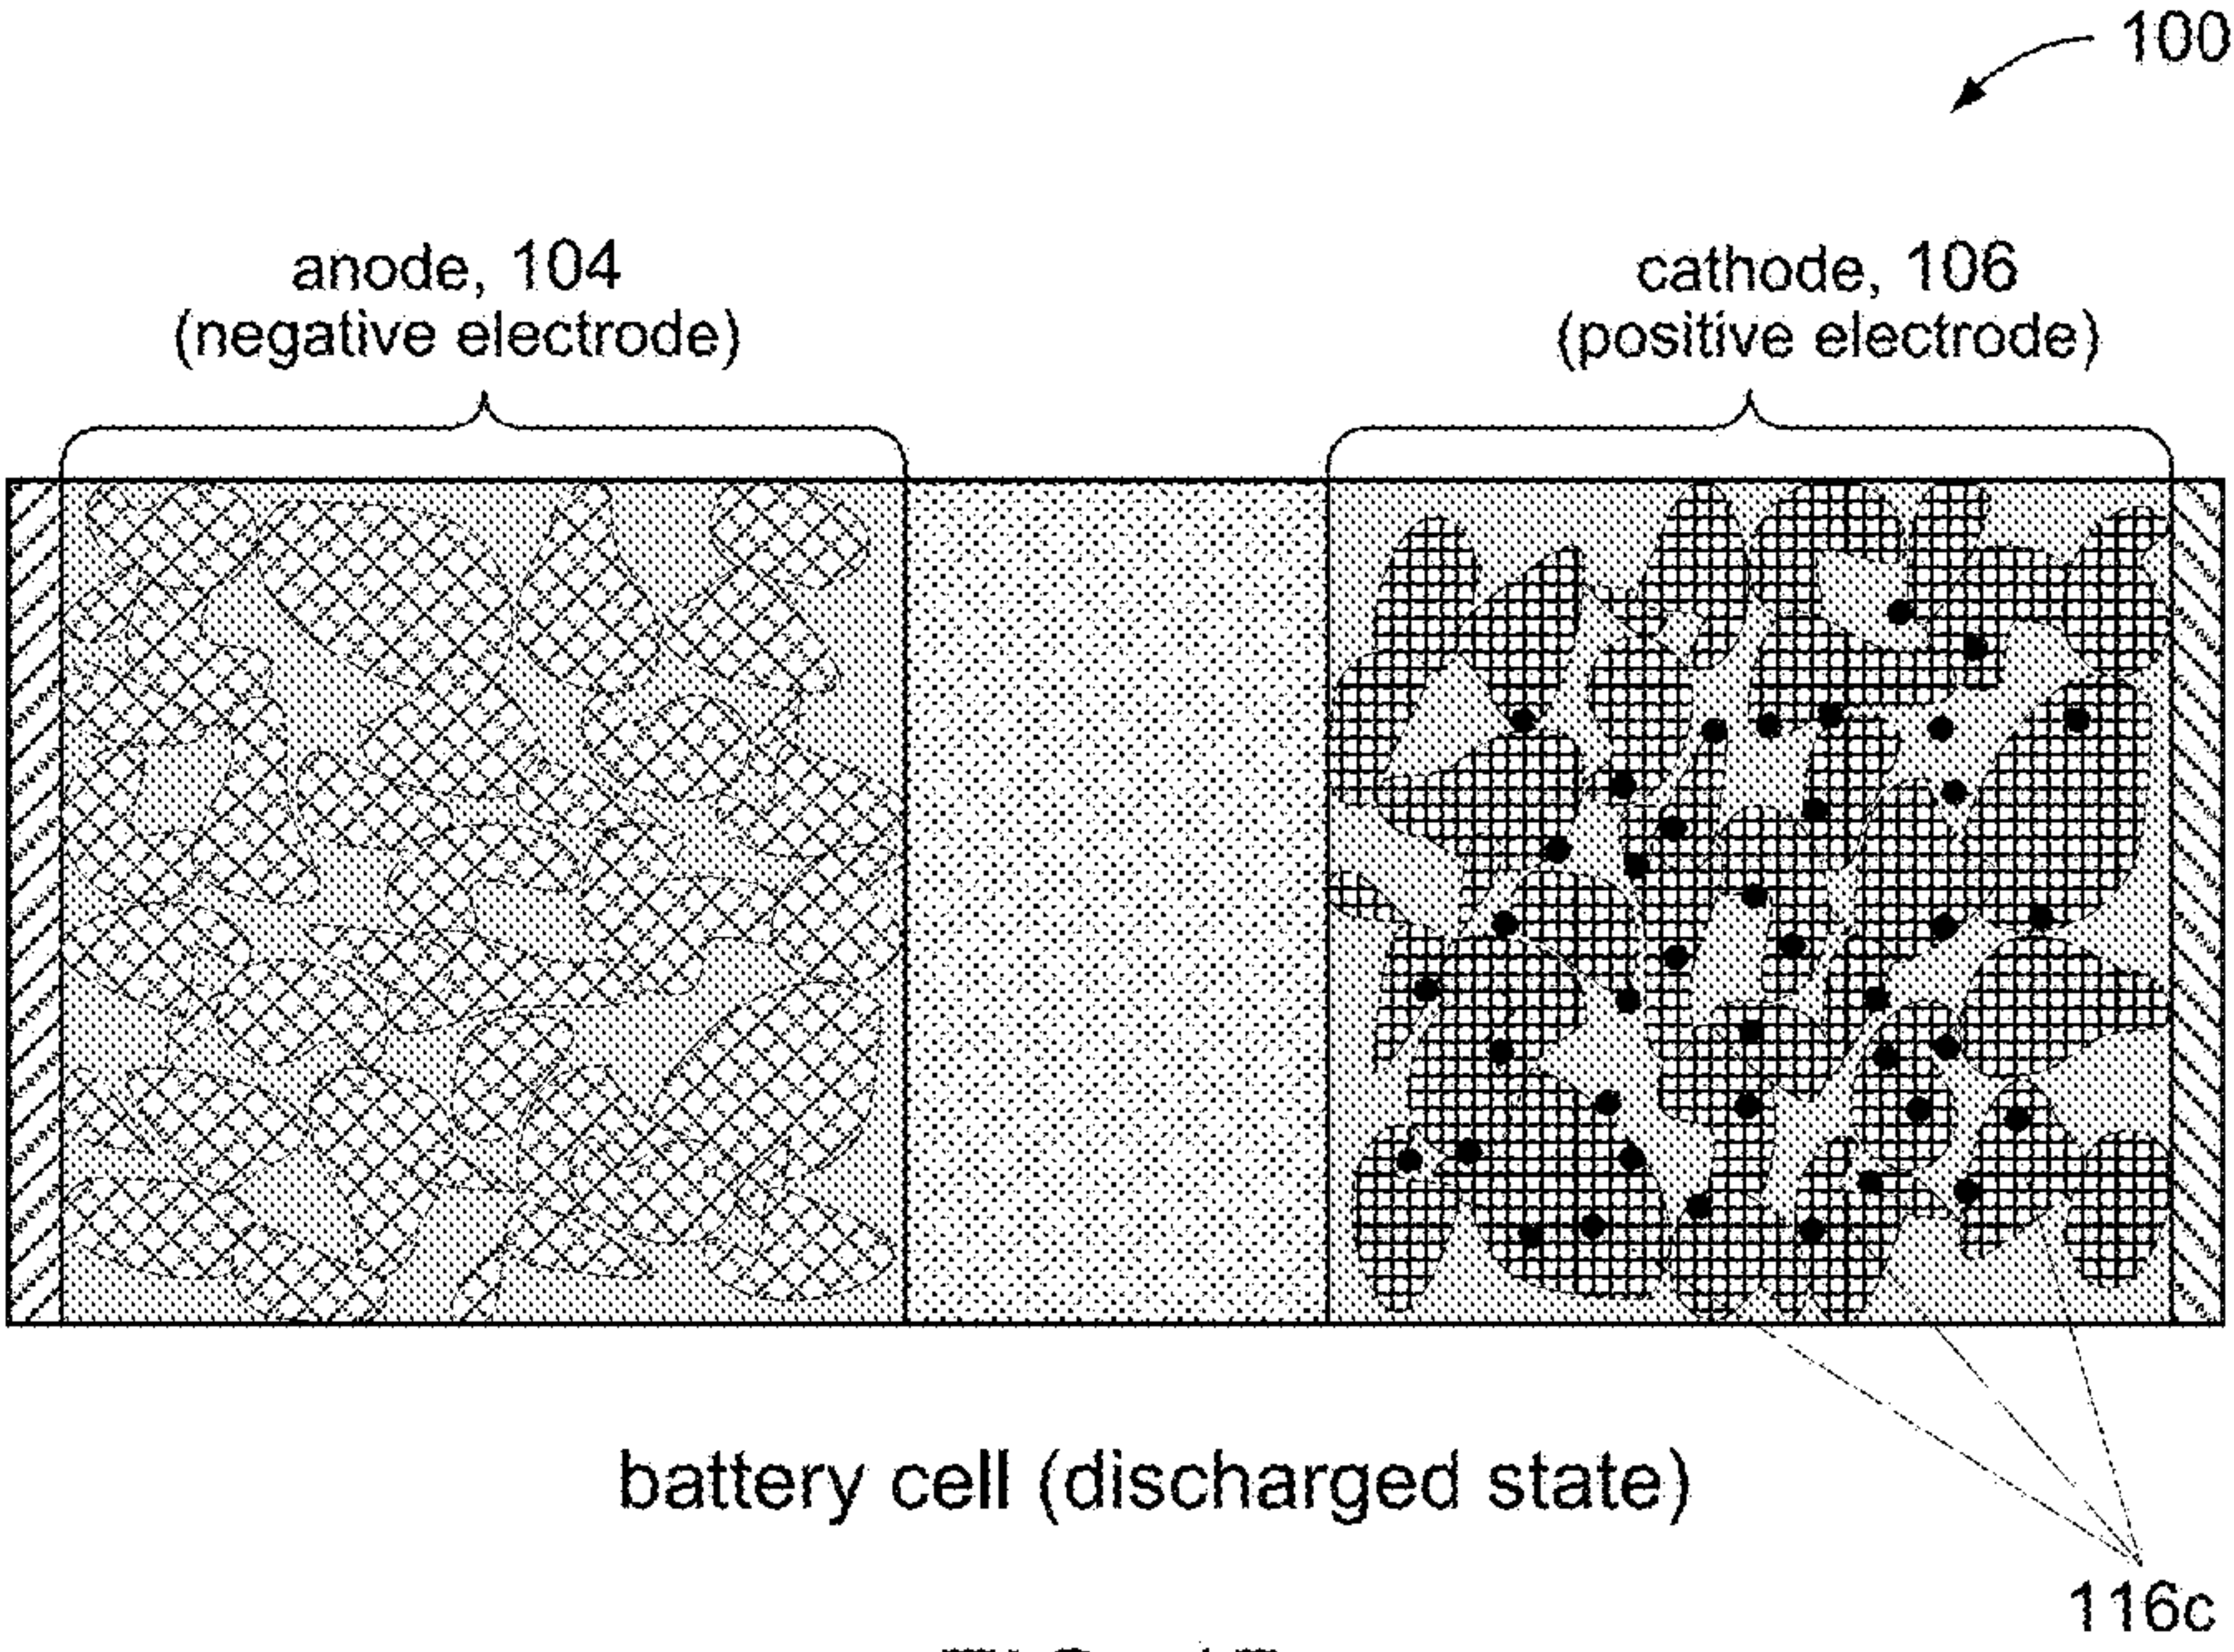 100
anode, 104
(negative electrode)
cathode, 106
(positive electrode)
battery cell (discharged state)
116c